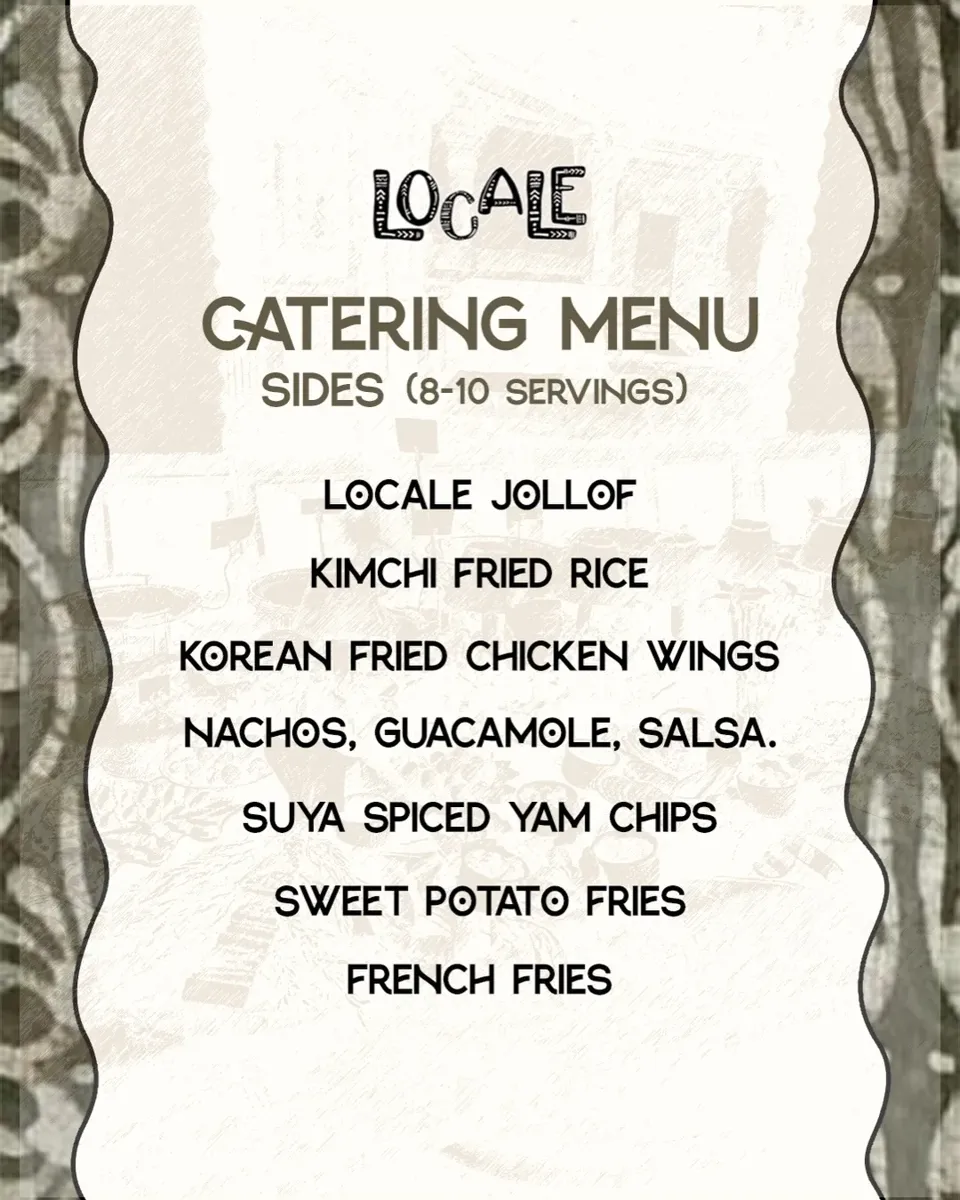 LOCALE
CATERING MENU
SIDES (8-10 SERVINGS)
LOCALE JOLLOF
KIMCHI FRIED RICE
KOREAN FRIED CHICKEN WINGS
NACHOS, GUACAMOLE, SALSA.
SUYA SPICED YAM CHIPS
SWEET POTATO FRIES
FRENCH FRIES